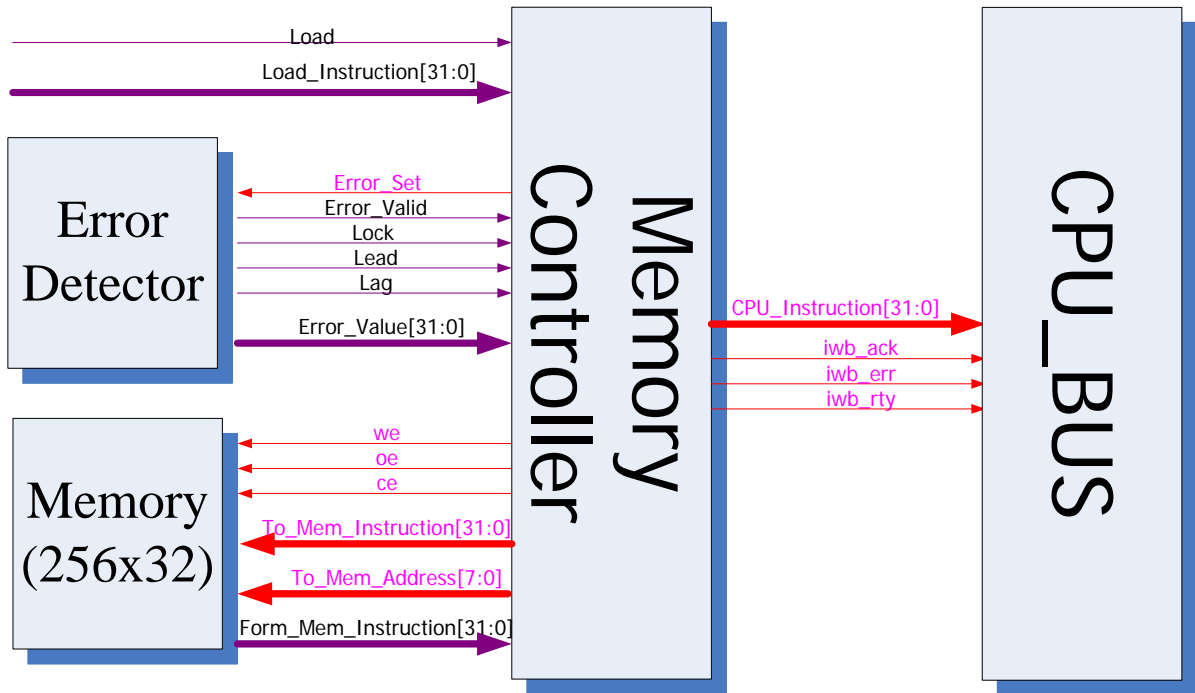 Load
Load_Instruction[31:0]
Error
Detector
Error_Set
Error_Valid
Lock
Lead
Lag
Error_Value[31:0]
Memory
(256x32)
we
oe
ce
To_Mem_Instruction[31:0]
To_Mem_Address[7:0]
Form_Mem_Instruction[31:0]
Memory
Controller
CPU_Instruction[31:0]
iwb_ack
iwb_err
iwb_rty
CPU_BUS